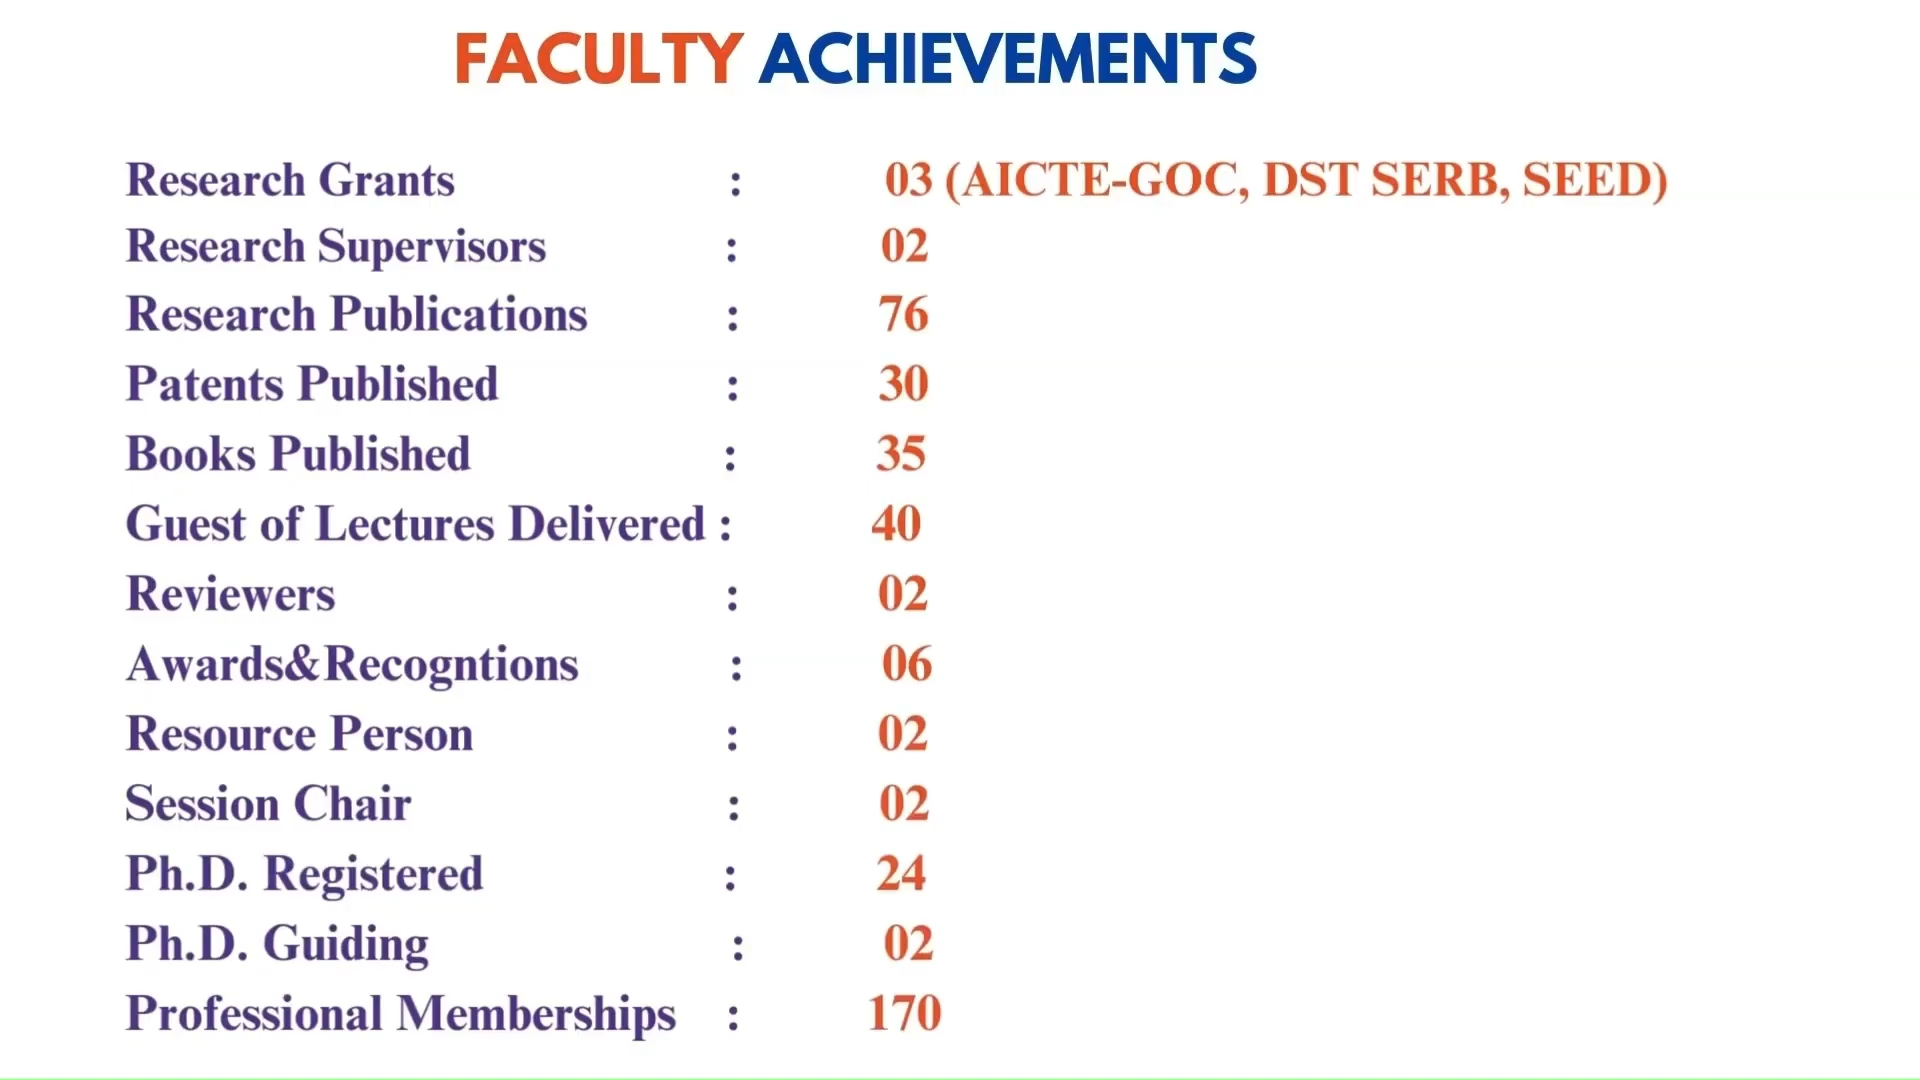 FACULTY ACHIEVEMENTS
Research Grants : 03 (AICTE-GOC, DST SERB, SEED)
Research Supervisors : 02
Research Publications : 76
Patents Published : 30
Books Published : 35
Guest of Lectures Delivered : 40
Reviewers : 02
Awards&Recogntions : 06
Resource Person : 02
Session Chair : 02
Ph.D. Registered : 24
Ph.D. Guiding : 02
Professional Memberships : 170